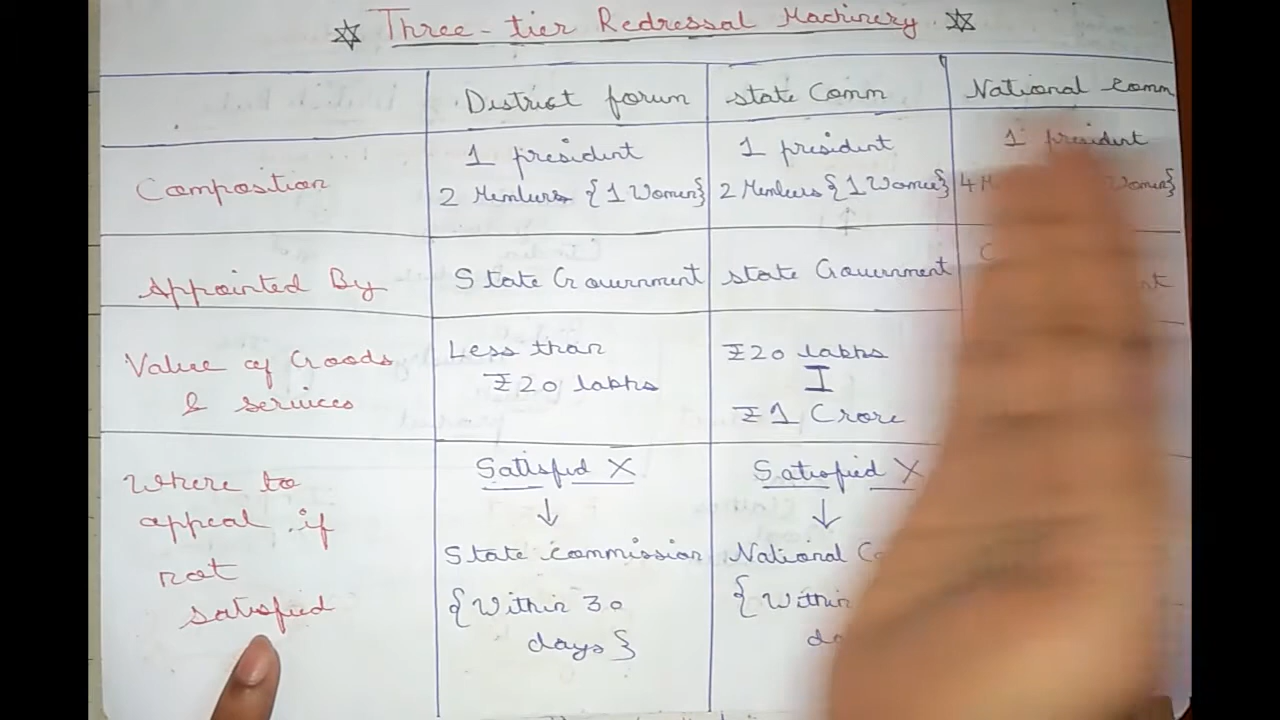 Three-tier Redressal Machinery
District forum
State Comm
National Comm
Composition
1 president
2 Members {1 Women}
1 president
2 Members {1 Women}
1 president
Women}
Appointed By
State Government
State Government
Value of Goods
& services
Less than
₹20 lakhs
₹20 lakhs
I
₹1 Crore
Where to
appeal if
not
satisfied
Satisfied X
↓
State commission
{Within 30
days}
Satisfied X
↓
National
{Within